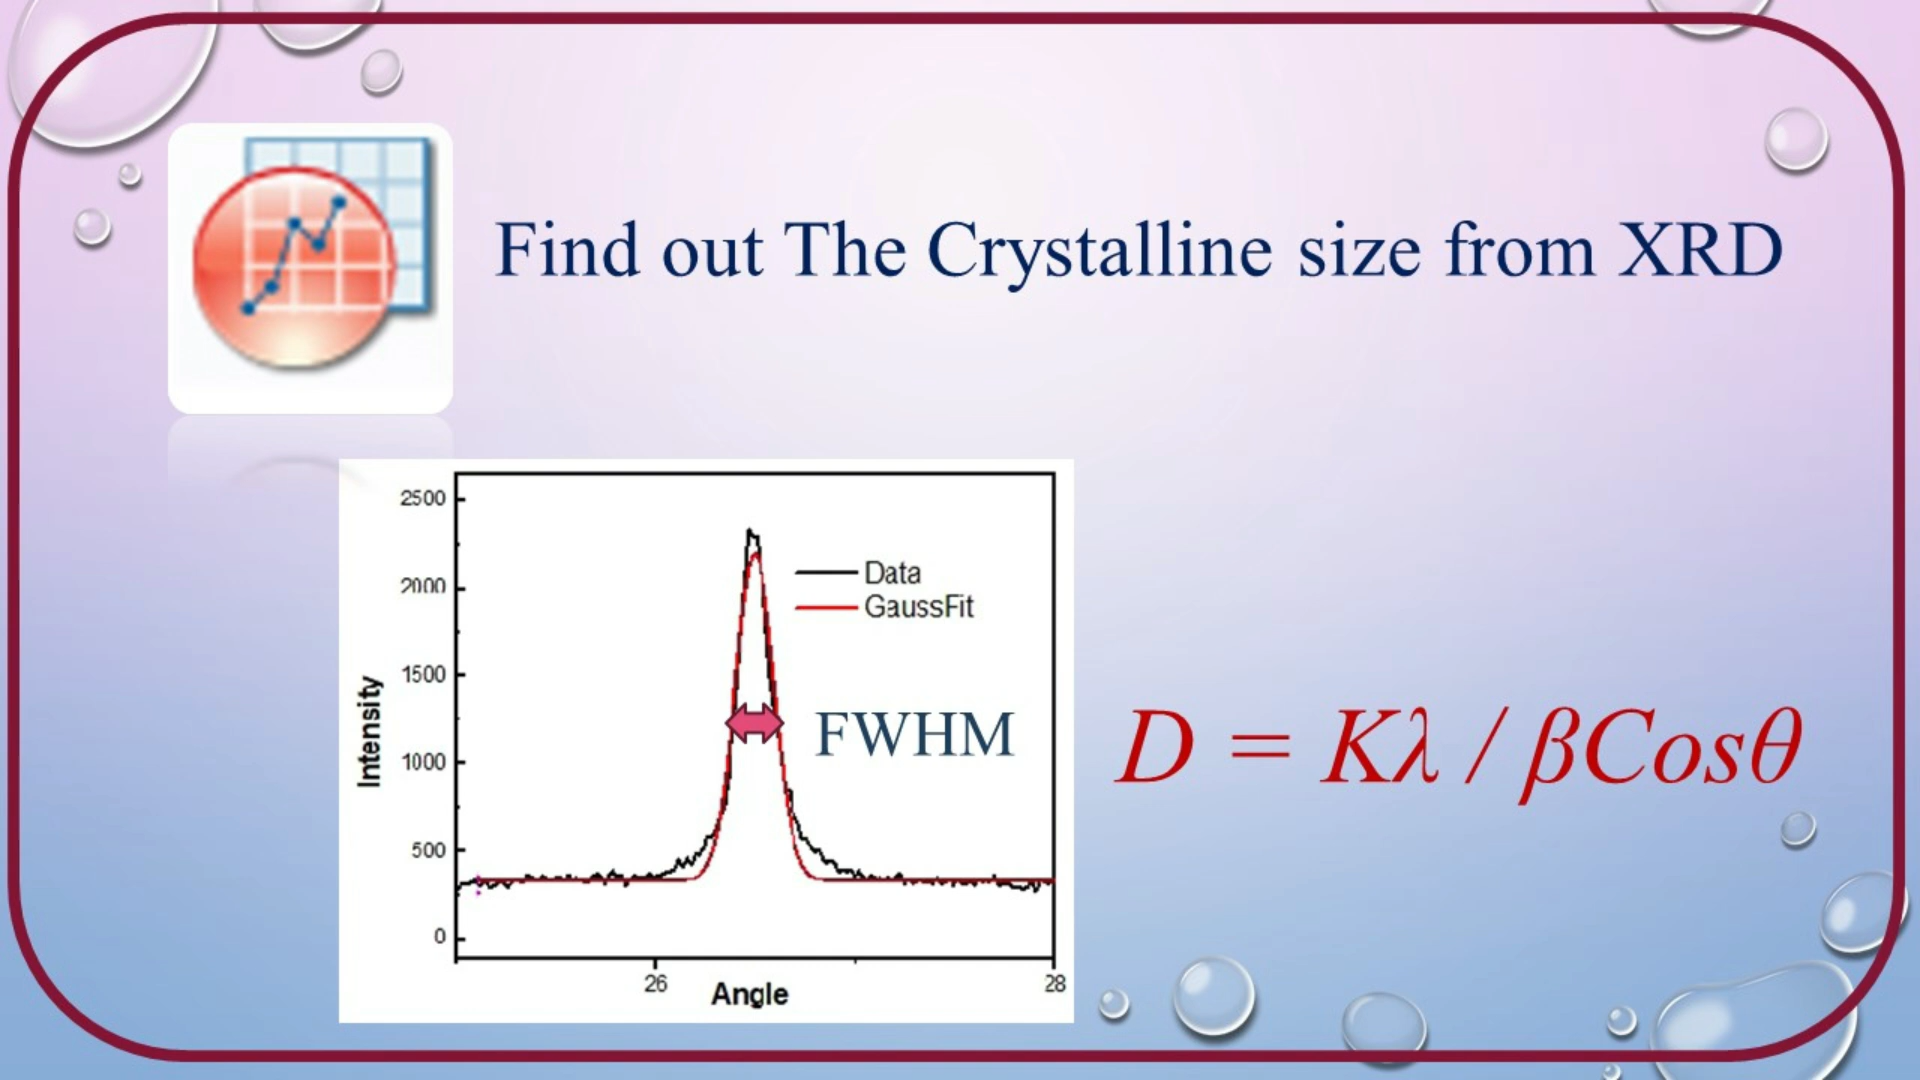 Find out The Crystalline size from XRD
2500
2000
1500
1000
500
0
Intensity
Data
GaussFit
FWHM
26
28
Angle
D = Kλ / βCosθ